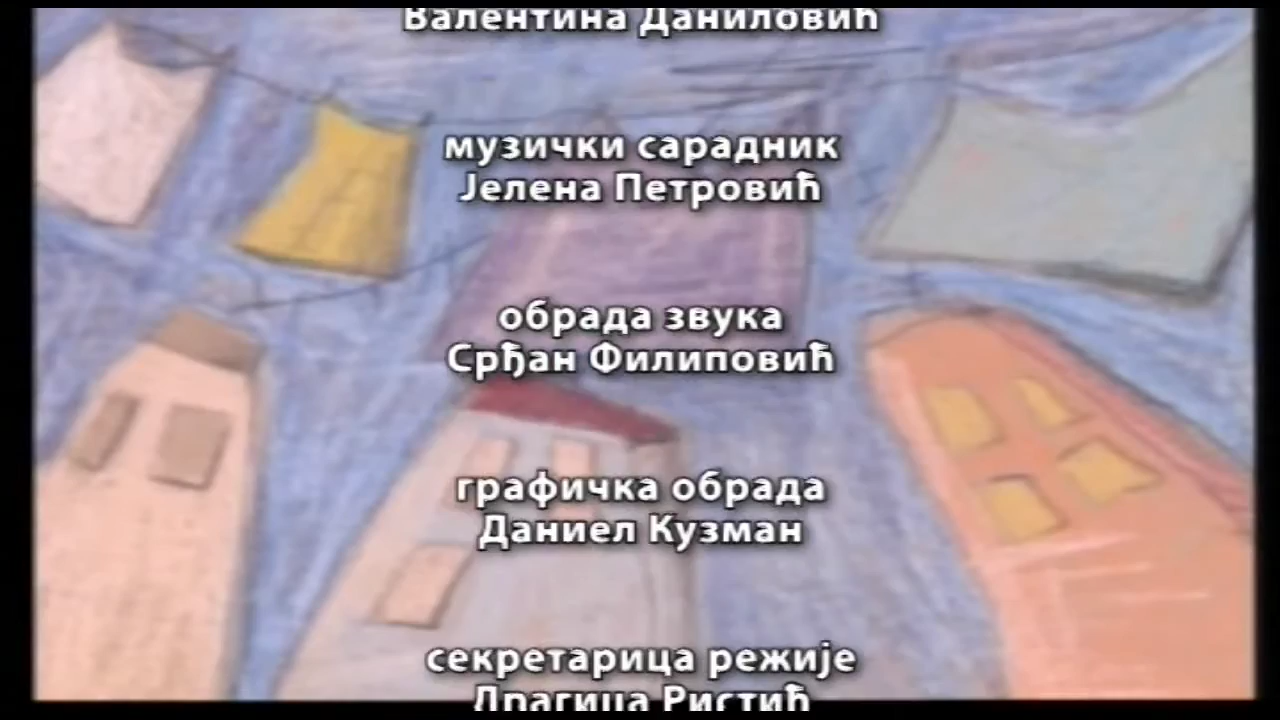 Валентина Даниловић
музички сарадник
Јелена Петровић
обрада звука
Срђан Филиповић
графичка обрада
Даниел Кузман
секретарица режије
Драгица Ристић